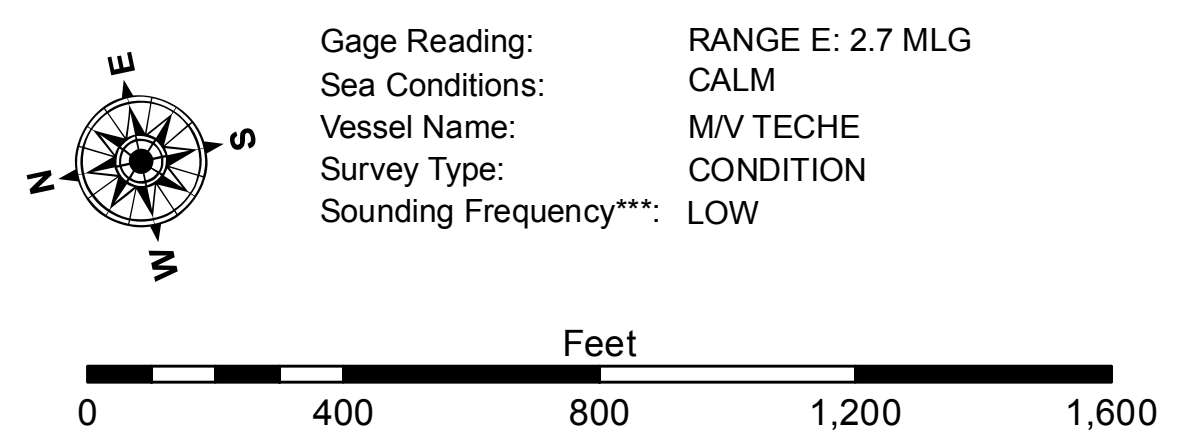 E
S
N
W
Gage Reading: RANGE E: 2.7 MLG
Sea Conditions: CALM
Vessel Name: M/V TECHE
Survey Type: CONDITION
Sounding Frequency***: LOW
Feet
0 400 800 1,200 1,600